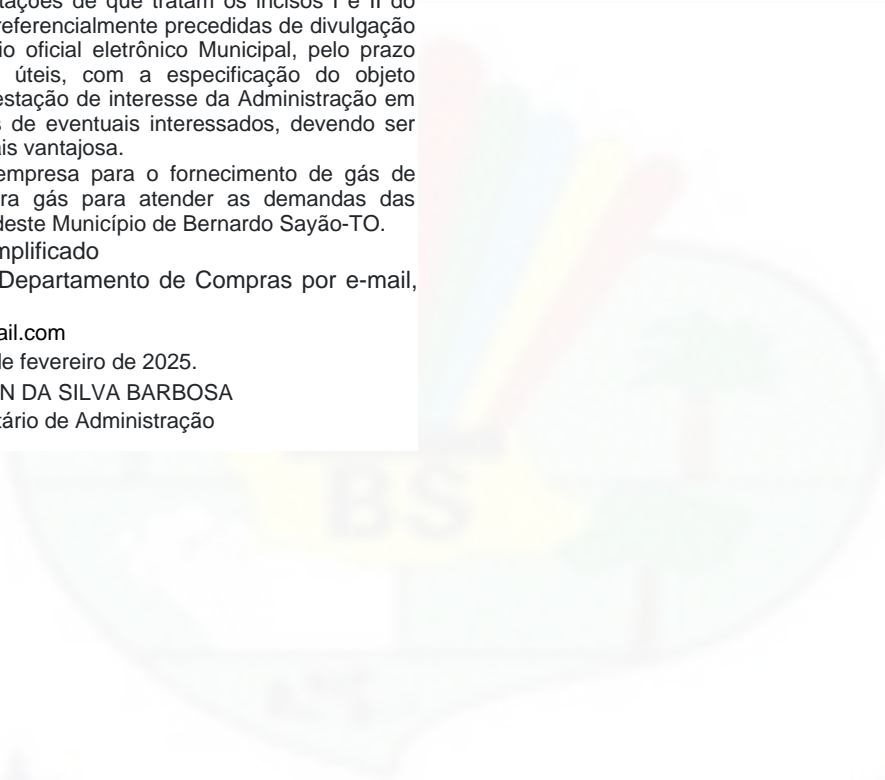 tações de que tratam os incisos I e II do
referencialmente precedidas de divulgação
io oficial eletrônico Municipal, pelo prazo
úteis, com a especificação do objeto
estação de interesse da Administração em
s de eventuais interessados, devendo ser
ais vantajosa.
empresa para o fornecimento de gás de
ra gás para atender as demandas das
deste Município de Bernardo Sayão-TO.
mplificado
Departamento de Compras por e-mail,
ail.com
de fevereiro de 2025.
N DA SILVA BARBOSA
tário de Administração
BS